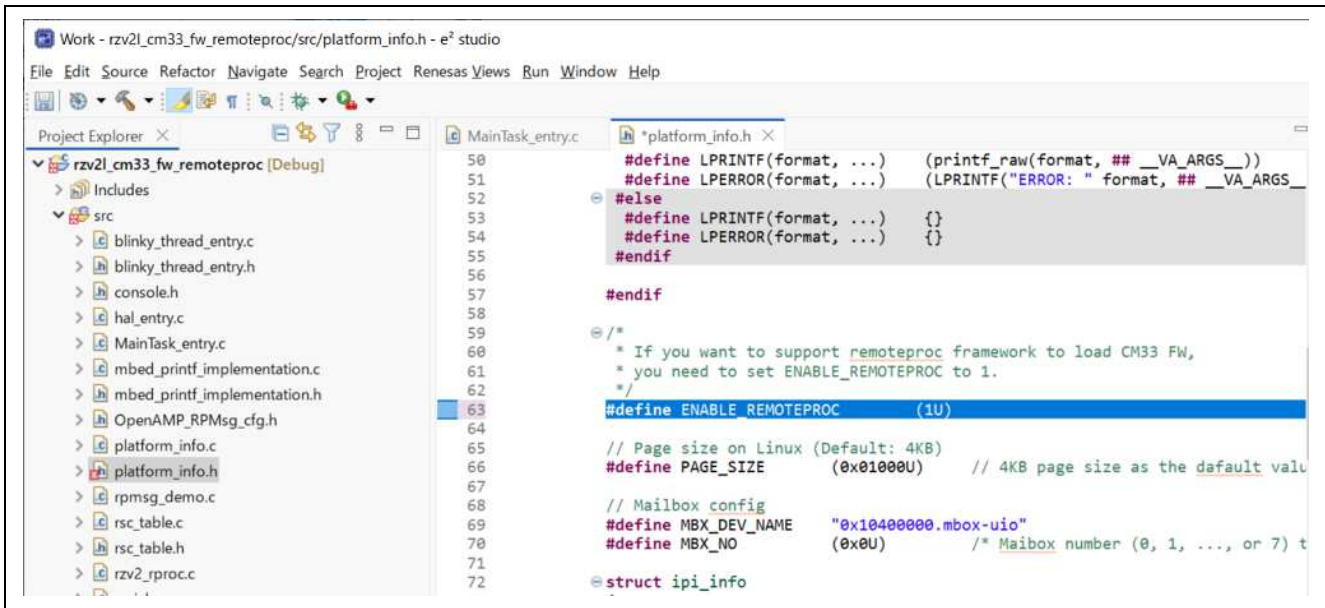 Work - rzv2l_cm33_fw_remoteproc/src/platform_info.h - e² studio
File Edit Source Refactor Navigate Search Project Renesas Views Run Window Help
Project Explorer
rzv2l_cm33_fw_remoteproc [Debug]
Includes
src
blinky_thread_entry.c
blinky_thread_entry.h
console.h
hal_entry.c
MainTask_entry.c
mbed_printf_implementation.c
mbed_printf_implementation.h
OpenAMP_RPMsg_cfg.h
platform_info.c
platform_info.h
rpmsg_demo.c
rsc_table.c
rsc_table.h
rzv2_rproc.c
MainTask_entry.c *platform_info.h
50 #define LPRINTF(format, ...) (printf_raw(format, ## __VA_ARGS__))
51 #define LPERROR(format, ...) (LPRINTF("ERROR: " format, ## __VA_ARGS_
52 #else
53 #define LPRINTF(format, ...) {}
54 #define LPERROR(format, ...) {}
55 #endif
56
57 #endif
58
59 /*
60 * If you want to support remoteproc framework to load CM33 FW,
61 * you need to set ENABLE_REMOTEPROC to 1.
62 */
63 #define ENABLE_REMOTEPROC (1U)
64
65 // Page size on Linux (Default: 4KB)
66 #define PAGE_SIZE (0x01000U) // 4KB page size as the dafault valu
67
68 // Mailbox config
69 #define MBX_DEV_NAME "0x10400000.mbox-uio"
70 #define MBX_NO (0x0U) /* Maibox number (0, 1, ..., or 7) t
71
72 struct ipi_info